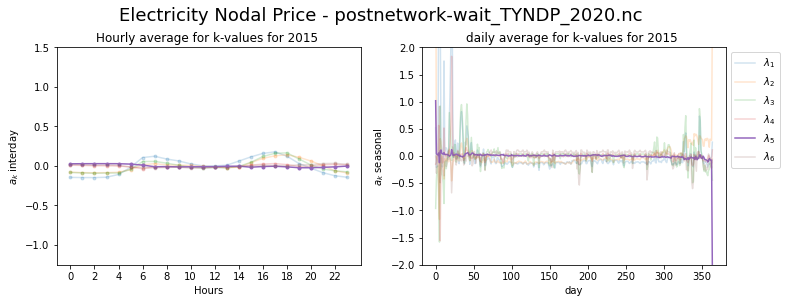 Electricity Nodal Price - postnetwork-wait_TYNDP_2020.nc
Hourly average for k-values for 2015
1.5
1.0
0.5
0.0
−0.5
−1.0
aₖ interday
0 2 4 6 8 10 12 14 16 18 20 22
Hours
daily average for k-values for 2015
2.0
1.5
1.0
0.5
0.0
−0.5
−1.0
−1.5
−2.0
aₖ seasonal
0 50 100 150 200 250 300 350
day
λ₁
λ₂
λ₃
λ₄
λ₅
λ₆